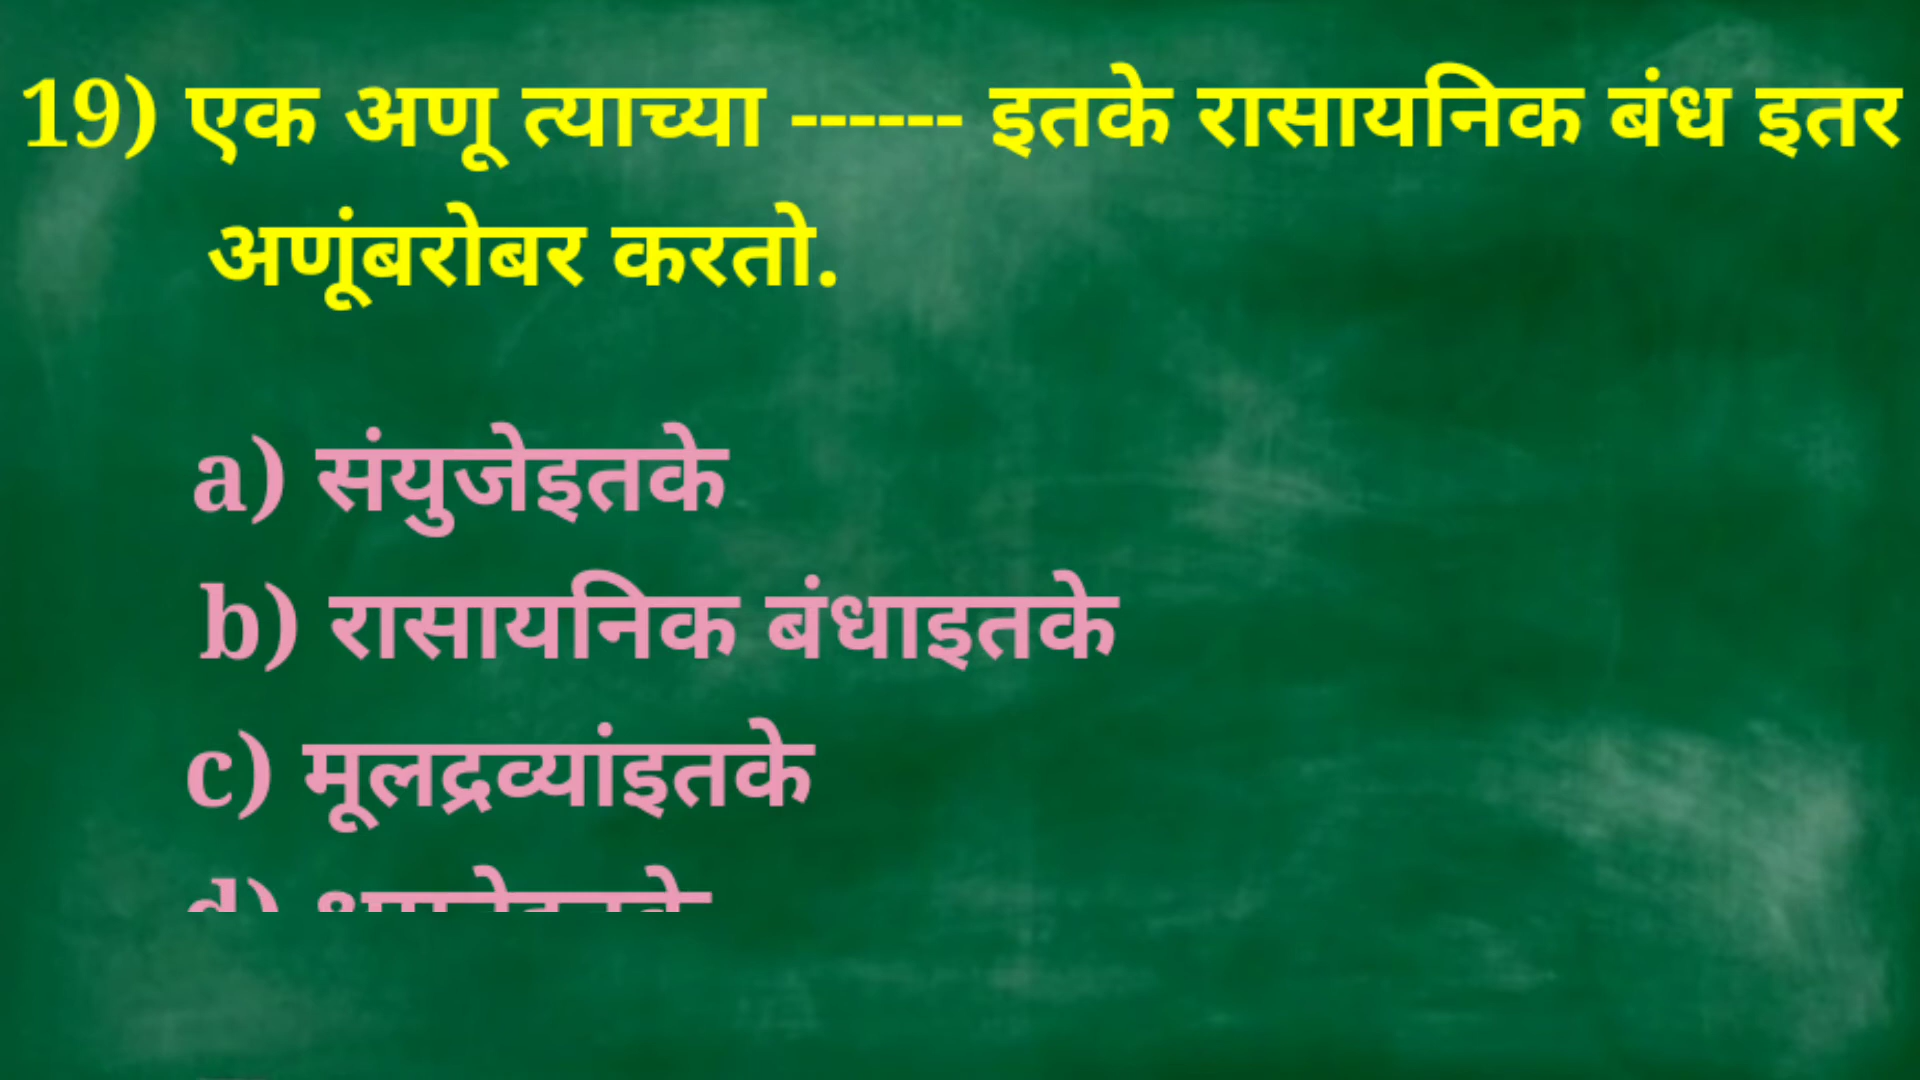 19) एक अणू त्याच्या ------ इतके रासायनिक बंध इतर
अणूंबरोबर करतो.
a) संयुजेइतके
b) रासायनिक बंधाइतके
c) मूलद्रव्यांइतके
d)